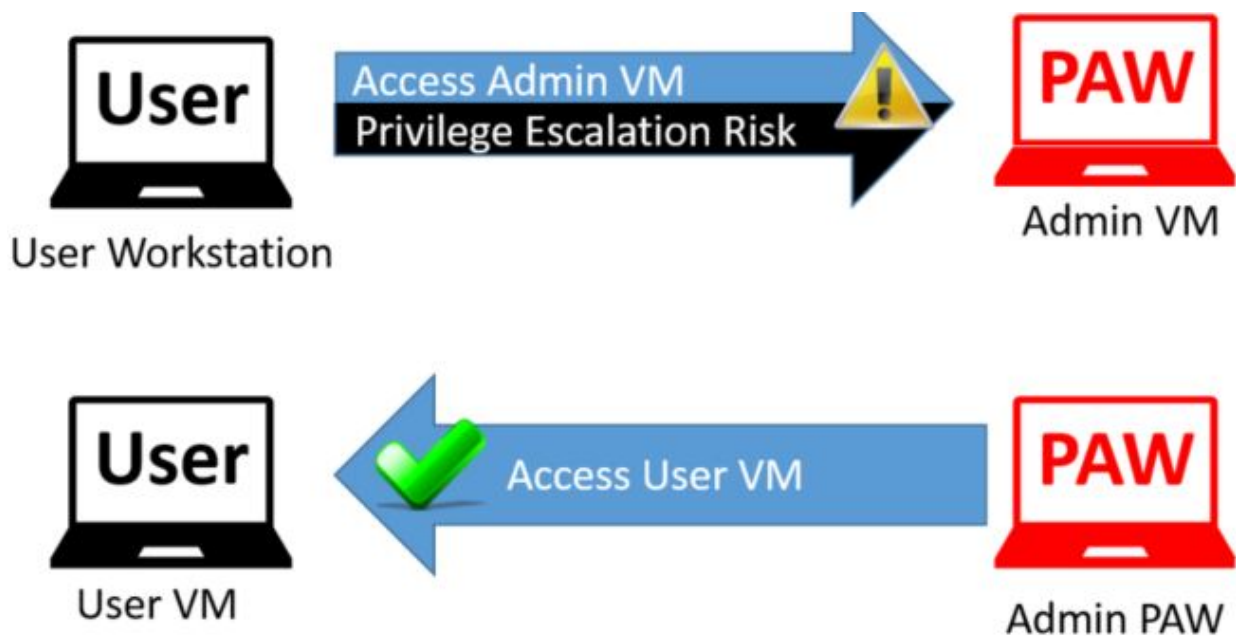 User
Access Admin VM
Privilege Escalation Risk
PAW
User Workstation
Admin VM
User
Access User VM
PAW
User VM
Admin PAW